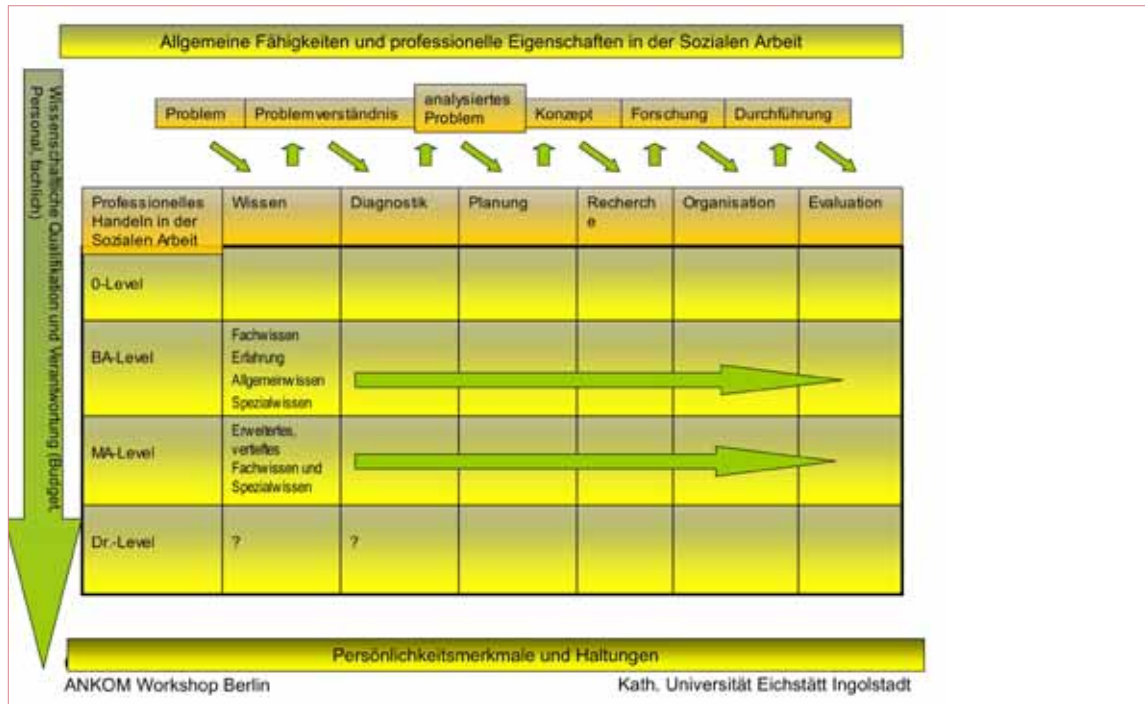 Allgemeine Fähigkeiten und professionelle Eigenschaften in der Sozialen Arbeit
Wissenschaftliche Qualifikation und Verantwortung (Budget,
Personal, fachlich)
Problem
Problemverständnis
analysiertes
Problem
Konzept
Forschung
Durchführung
Professionelles
Handeln in der
Sozialen Arbeit
Wissen
Diagnostik
Planung
Recherch
e
Organisation
Evaluation
0-Level
BA-Level
Fachwissen
Erfahrung
Allgemeinwissen
Spezialwissen
MA-Level
Erweitertes,
vertieftes
Fachwissen und
Spezialwissen
Dr.-Level
?
?
Persönlichkeitsmerkmale und Haltungen
ANKOM Workshop Berlin
Kath. Universität Eichstätt Ingolstadt